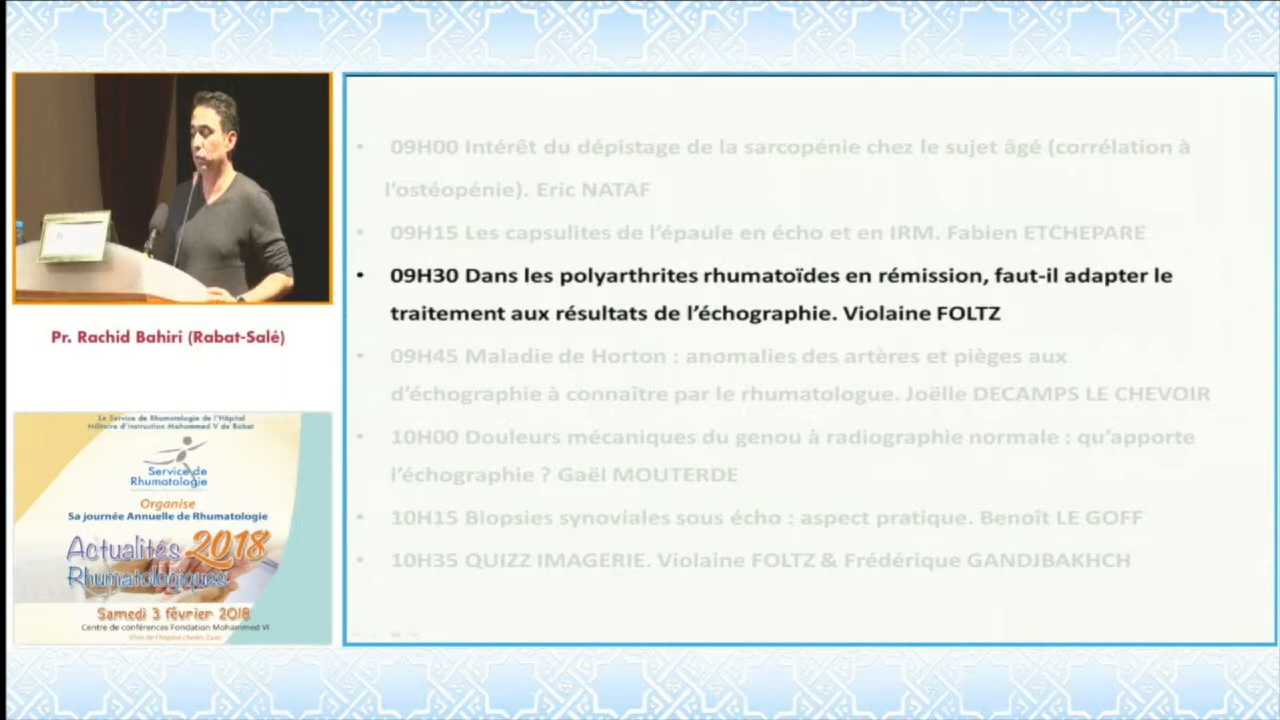 Pr. Rachid Bahiri (Rabat-Salé)
Le Service de Rhumatologie de l'Hôpital
Militaire d'instruction Mohammed V de Rabat
Service de
Rhumatologie
Organise
Sa journée Annuelle de Rhumatologie
Actualités 2018
Rhumatologiques
Samedi 3 février 2018
Centre de conférences Fondation Mohammed VI
(Près de l'hôpital Cheikh Zaid)
• 09H00 Intérêt du dépistage de la sarcopénie chez le sujet âgé (corrélation à
l'ostéopénie). Eric NATAF
• 09H15 Les capsulites de l'épaule en écho et en IRM. Fabien ETCHEPARE
• 09H30 Dans les polyarthrites rhumatoïdes en rémission, faut-il adapter le
traitement aux résultats de l'échographie. Violaine FOLTZ
• 09H45 Maladie de Horton : anomalies des artères et pièges aux
d'échographie à connaître par le rhumatologue. Joëlle DECAMPS LE CHEVOIR
• 10H00 Douleurs mécaniques du genou à radiographie normale : qu'apporte
l'échographie ? Gaël MOUTERDE
• 10H15 Biopsies synoviales sous écho : aspect pratique. Benoît LE GOFF
• 10H35 QUIZZ IMAGERIE. Violaine FOLTZ & Frédérique GANDJBAKHCH